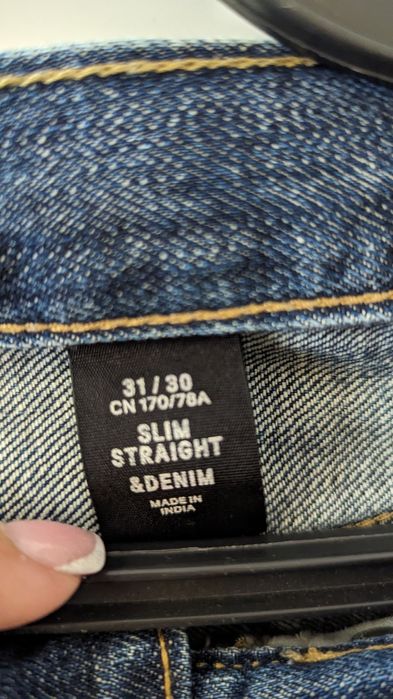 31 / 30
CN 170/78A
SLIM
STRAIGHT
&DENIM
MADE IN
INDIA